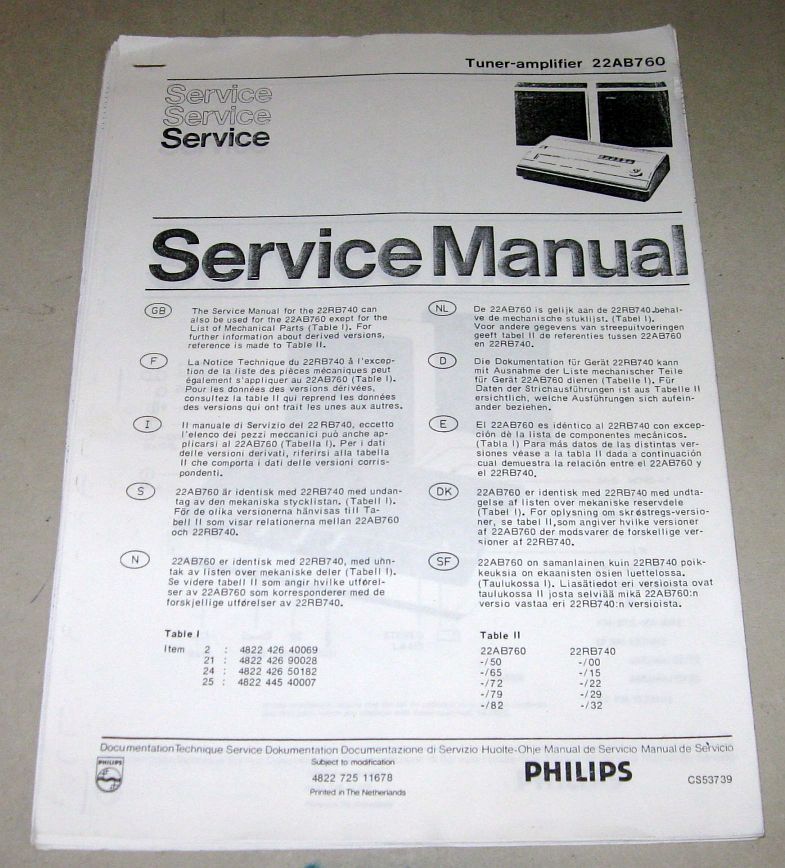 Tuner-amplifier 22AB760
Service
Service
Service
Service Manual
GB
The Service Manual for the 22RB740 can
also be used for the 22AB760 exept for the
List of Mechanical Parts (Table I). For
further information about derived versions,
reference is made to Table II.
F
La Notice Technique du 22RB740 à l'excep-
tion de la liste des pièces mécaniques peut
également s'appliquer au 22AB760 (Table I).
Pour les données des versions dérivées,
consultez la table II qui reprend les données
des versions qui ont trait les unes aux autres.
I
Il manuale di Servizio del 22RB740, eccetto
l'elenco dei pezzi meccanici può anche ap-
plicarsi al 22AB760 (Tabella I). Per i dati
delle versioni derivati, riferirsi alla tabella
II che comporta i dati delle versioni corris-
pondenti.
S
22AB760 är identisk med 22RB740 med undan-
tag av den mekaniska stycklistan. (Tabell I).
För de olika versionerna hänvisas till Ta-
bell II som visar relationerna mellan 22AB760
och 22RB740.
N
22AB760 er identisk med 22RB740, med uhn-
tak av listen over mekaniske deler (Tabell I).
Se videre tabell II som angir hvilke utførel-
ser av 22AB760 som korresponderer med de
forskjellige utførelser av 22RB740.
NL
De 22AB760 is gelijk aan de 22RB740 behal-
ve de mechanische stuklijst. (Tabel I).
Voor andere gegevens van streepuitvoeringen
geeft tabel II de referenties tussen 22AB760
en 22RB740.
D
Die Dokumentation für Gerät 22RB740 kann
mit Ausnahme der Liste mechanischer Teile
für Gerät 22AB760 dienen (Tabelle I). Für
Daten der Strichausführungen ist aus Tabelle II
ersichtlich, welche Ausführungen sich aufein-
ander beziehen.
E
El 22AB760 es idéntico al 22RB740 con excep-
ción de la lista de componentes mecánicos.
(Tabla I) Para más datos de las distintas ver-
siones véase a la tabla II dada a continuación
cual demuestra la relación entre el 22AB760 y
el 22RB740.
DK
22AB760 er identisk med 22RB740 med undta-
gelse af listen over mekaniske reservdele
(Tabel I). For oplysning om skrøstregs-versio-
ner, se tabel II, som angiver hvilke versioner
af 22AB760 der modsvarer de forskellige ver-
sioner af 22RB740.
SF
22AB760 on samanlainen kuin 22RB740 poik-
keuksia on ekaanisten osien luettelossa.
(Taulukossa I). Liasätiedot eri versioista ovat
taulukossa II josta selviää mikä 22AB760:n
versio vastaa eri 22RB740:n versioista.
Table I
Item 2 : 4822 426 40069
21 : 4822 426 90028
24 : 4822 426 50182
25 : 4822 445 40007
Table II
22AB760 22RB740
-/50 -/00
-/65 -/15
-/72 -/22
-/79 -/29
-/82 -/32
Documentation Technique Service Dokumentation Documentazione di Servizio Huolte-Ohje Manual de Servicio Manual de Servicio
PHILIPS
Subject to modification
4822 725 11678
Printed in The Netherlands
PHILIPS
CS53739